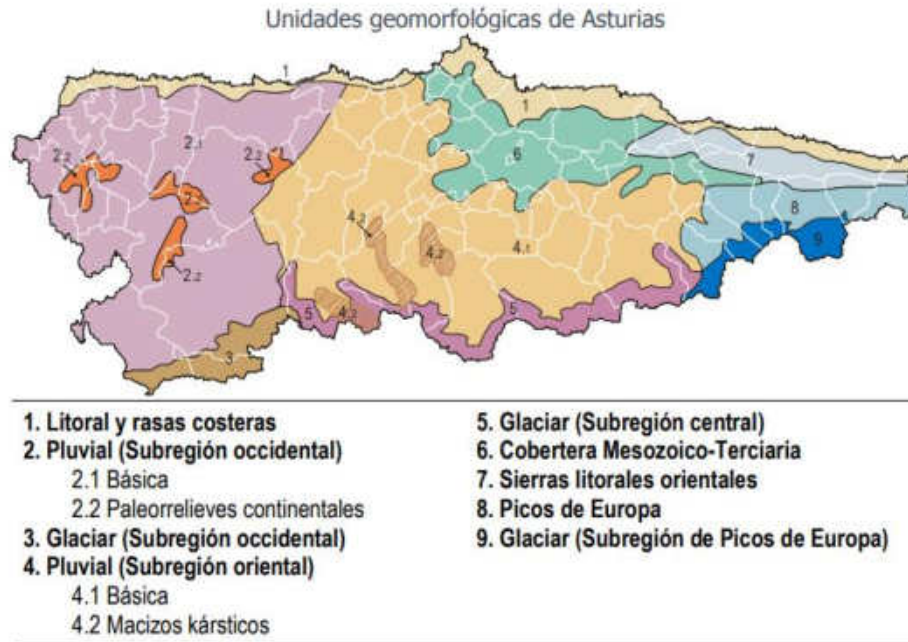 Unidades geomorfológicas de Asturias
1
2.2
2.1
2.2
1
6
7
2.2
8
4.2
4.2
4.1
9
2.2
5
4.2
5
3
1. Litoral y rasas costeras
2. Pluvial (Subregión occidental)
2.1 Básica
2.2 Paleorrelieves continentales
3. Glaciar (Subregión occidental)
4. Pluvial (Subregión oriental)
4.1 Básica
4.2 Macizos kársticos
5. Glaciar (Subregión central)
6. Cobertera Mesozoico-Terciaria
7. Sierras litorales orientales
8. Picos de Europa
9. Glaciar (Subregión de Picos de Europa)